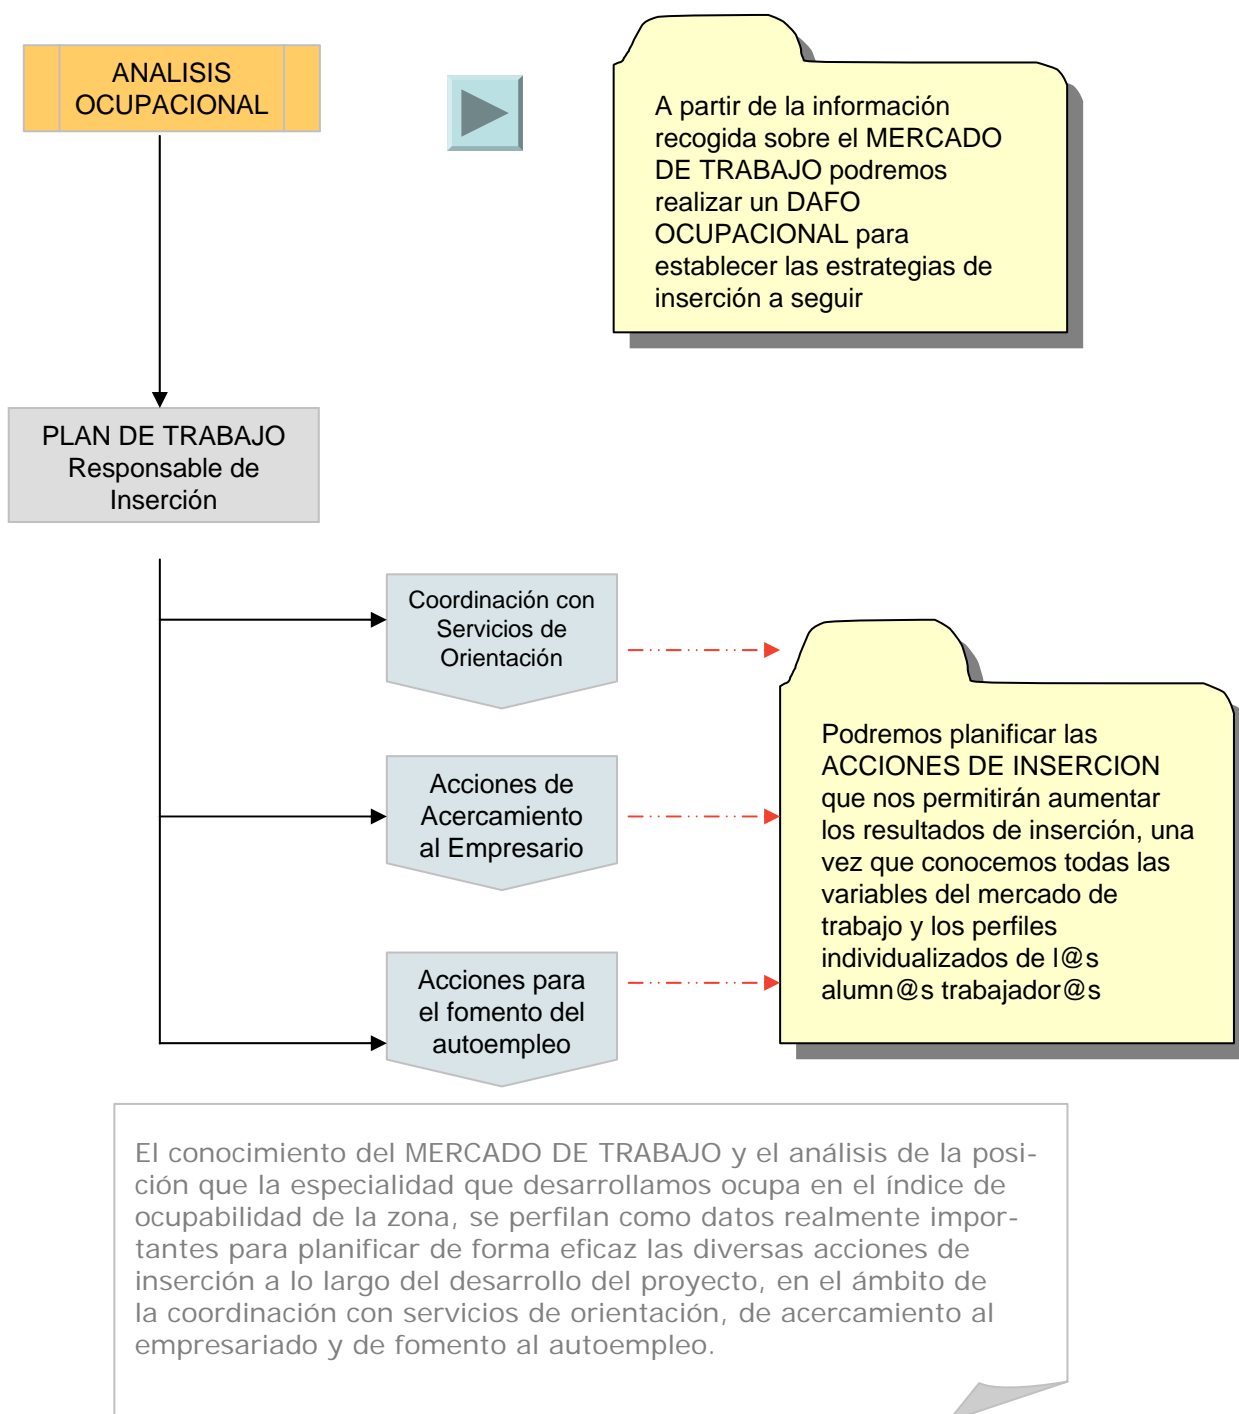 ANALISIS
OCUPACIONAL
A partir de la información
recogida sobre el MERCADO
DE TRABAJO podremos
realizar un DAFO
OCUPACIONAL para
establecer las estrategias de
inserción a seguir
PLAN DE TRABAJO
Responsable de
Inserción
Coordinación con
Servicios de
Orientación
Acciones de
Acercamiento
al Empresario
Acciones para
el fomento del
autoempleo
Podremos planificar las
ACCIONES DE INSERCION
que nos permitirán aumentar
los resultados de inserción, una
vez que conocemos todas las
variables del mercado de
trabajo y los perfiles
individualizados de l@s
alumn@s trabajador@s
El conocimiento del MERCADO DE TRABAJO y el análisis de la posi-
ción que la especialidad que desarrollamos ocupa en el índice de
ocupabilidad de la zona, se perfilan como datos realmente impor-
tantes para planificar de forma eficaz las diversas acciones de
inserción a lo largo del desarrollo del proyecto, en el ámbito de
la coordinación con servicios de orientación, de acercamiento al
empresariado y de fomento al autoempleo.